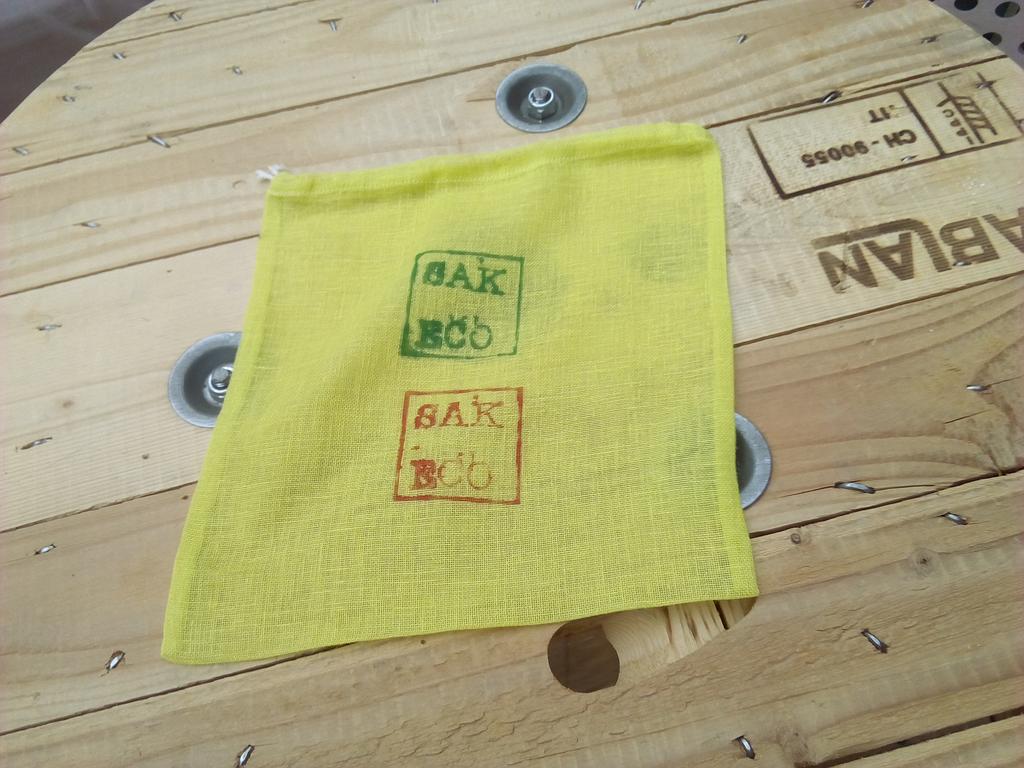 SAK
ECO
SAK
ECO
CH - 90055
IT
ABIAN